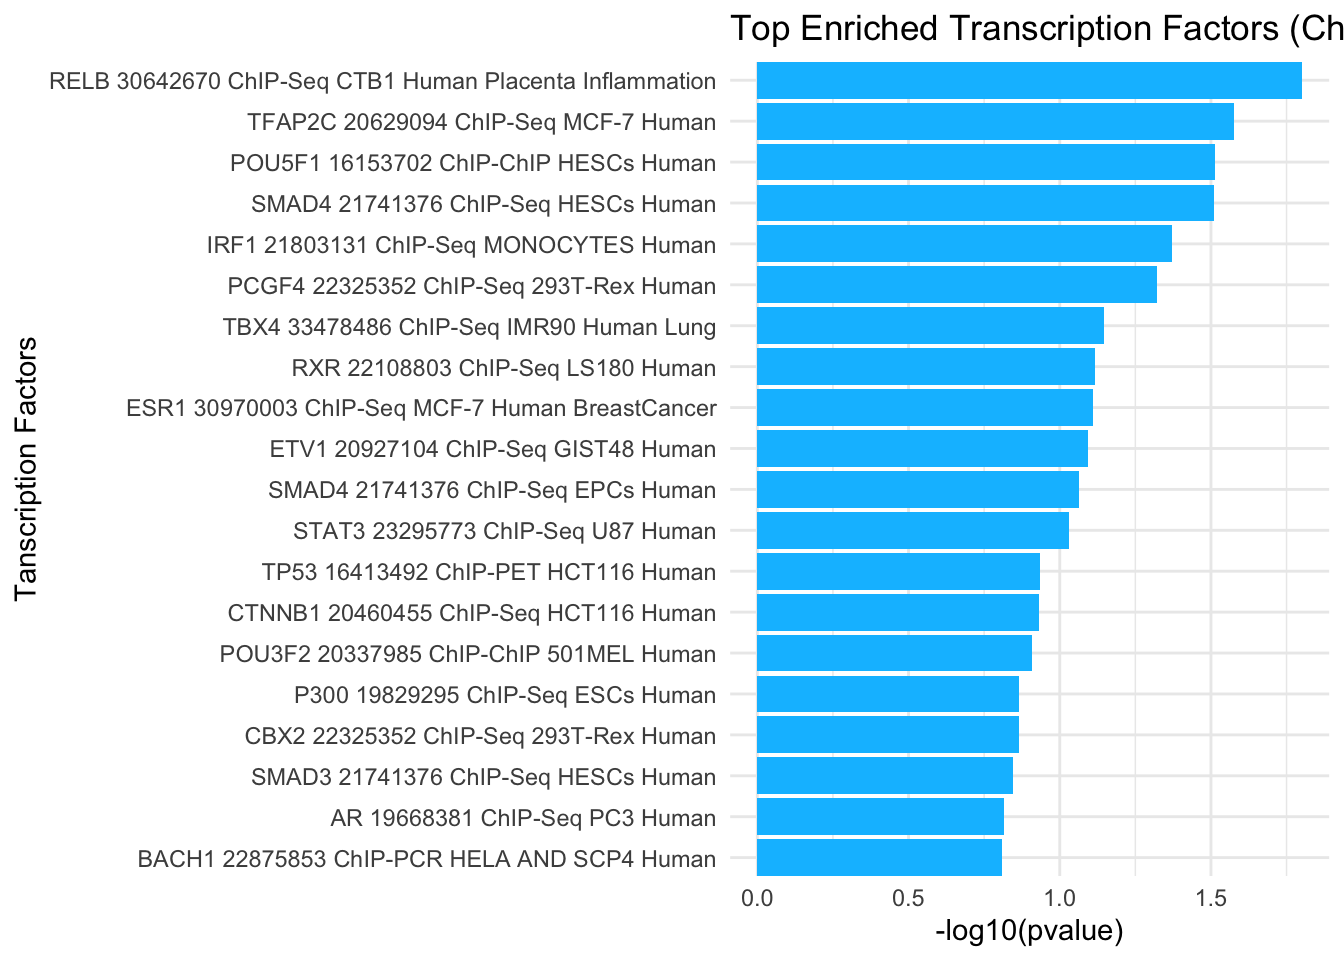 Top Enriched Transcription Factors (Ch
RELB 30642670 ChIP-Seq CTB1 Human Placenta Inflammation
TFAP2C 20629094 ChIP-Seq MCF-7 Human
POU5F1 16153702 ChIP-ChIP HESCs Human
SMAD4 21741376 ChIP-Seq HESCs Human
IRF1 21803131 ChIP-Seq MONOCYTES Human
PCGF4 22325352 ChIP-Seq 293T-Rex Human
TBX4 33478486 ChIP-Seq IMR90 Human Lung
RXR 22108803 ChIP-Seq LS180 Human
ESR1 30970003 ChIP-Seq MCF-7 Human BreastCancer
ETV1 20927104 ChIP-Seq GIST48 Human
SMAD4 21741376 ChIP-Seq EPCs Human
STAT3 23295773 ChIP-Seq U87 Human
TP53 16413492 ChIP-PET HCT116 Human
CTNNB1 20460455 ChIP-Seq HCT116 Human
POU3F2 20337985 ChIP-ChIP 501MEL Human
P300 19829295 ChIP-Seq ESCs Human
CBX2 22325352 ChIP-Seq 293T-Rex Human
SMAD3 21741376 ChIP-Seq HESCs Human
AR 19668381 ChIP-Seq PC3 Human
BACH1 22875853 ChIP-PCR HELA AND SCP4 Human
Tanscription Factors
0.0 0.5 1.0 1.5
-log10(pvalue)